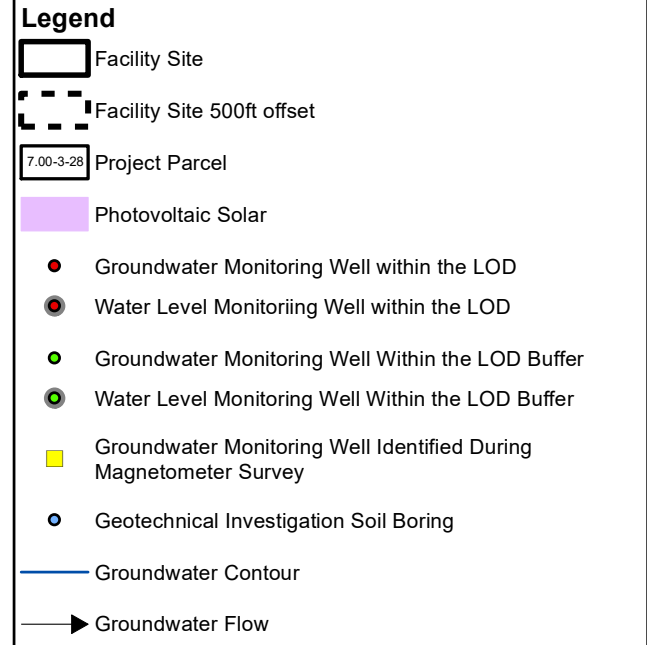 Legend
Facility Site
Facility Site 500ft offset
7.00-3-28 Project Parcel
Photovoltaic Solar
Groundwater Monitoring Well within the LOD
Water Level Monitoriing Well within the LOD
Groundwater Monitoring Well Within the LOD Buffer
Water Level Monitoring Well Within the LOD Buffer
Groundwater Monitoring Well Identified During
Magnetometer Survey
Geotechnical Investigation Soil Boring
Groundwater Contour
Groundwater Flow